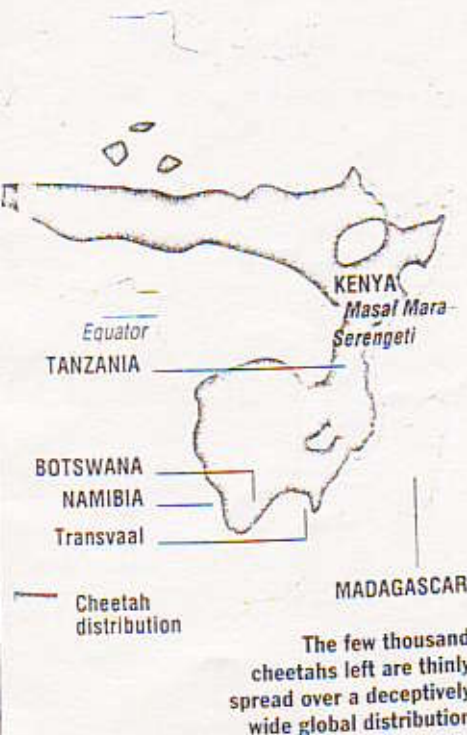 KENYA
Masai Mara
Serengeti
Equator
TANZANIA
BOTSWANA
NAMIBIA
Transvaal
MADAGASCAR
Cheetah
distribution
The few thousand
cheetahs left are thinly
spread over a deceptively
wide global distribution